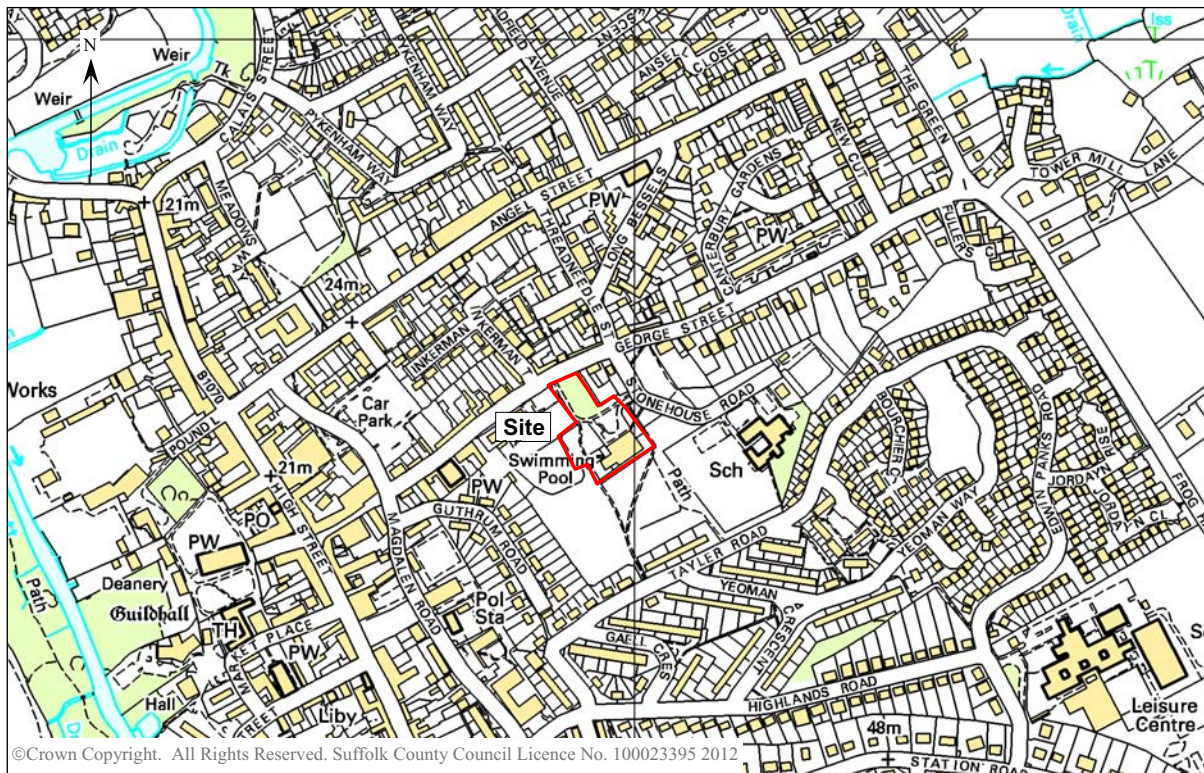 N
Weir
Weir
Drain
Tk
CALAIS STREET
PYKENHAM WAY
PYKENHAM WAY
AVENUE
ANSELL CLOSE
THE GREEN
Drain
Iss
TOWER MILL LANE
NEW CUT
21m
MEADOWS WAY
ANGEL STREET
THREADNEEDLE ST
PW
LONG BESSELS
CANTERBURY GARDENS
PW
FULLERS
24m
GEORGE STREET
INKERMAN
INKERMAN
Works
B1070
Car
Park
Site
Swimming
Pool
STONEHOUSE ROAD
Sch
Path
BOURCHIER C
EDWIN PANKS ROAD
JORDAYN RISE
JORDAYN CL
FROG H
POUND L
21m
HIGH STREET
PO
PW
PW
GUTHRUM ROAD
MAGDALEN ROAD
TAYLER ROAD
YEOMAN WAY
YEOMAN
CRESCENT
Path
Deanery
Guildhall
TH
MARKET PLACE
PW
Pol
Sta
GAELL CRES
HIGHLANDS ROAD
Hall
STREET
Liby
Leisure
Centre
48m
STATION ROAD
©Crown Copyright. All Rights Reserved. Suffolk County Council Licence No. 100023395 2012